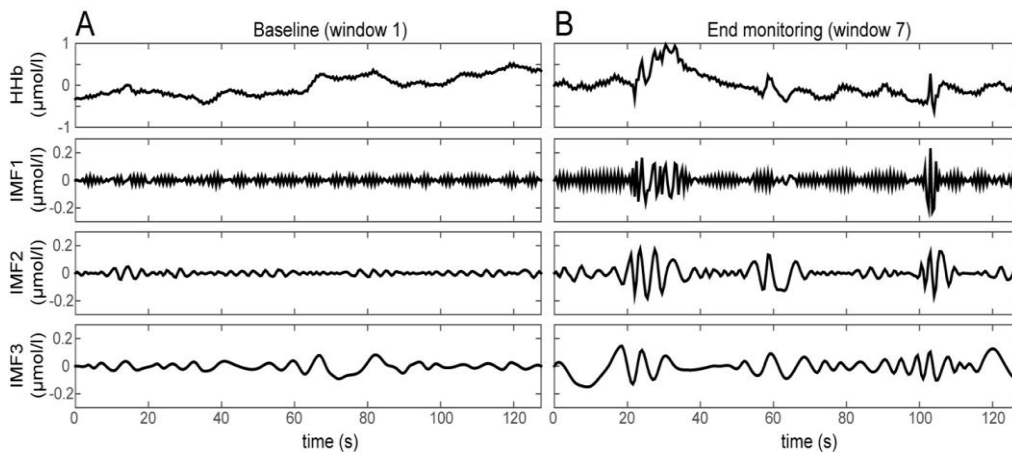 A
Baseline (window 1)
B
End monitoring (window 7)
HHb
(µmol/l)
1
0
-1
IMF1
(µmol/l)
0.2
0
-0.2
IMF2
(µmol/l)
0.2
0
-0.2
IMF3
(µmol/l)
0.2
0
-0.2
0 20 40 60 80 100 120
0 20 40 60 80 100 120
time (s)
time (s)